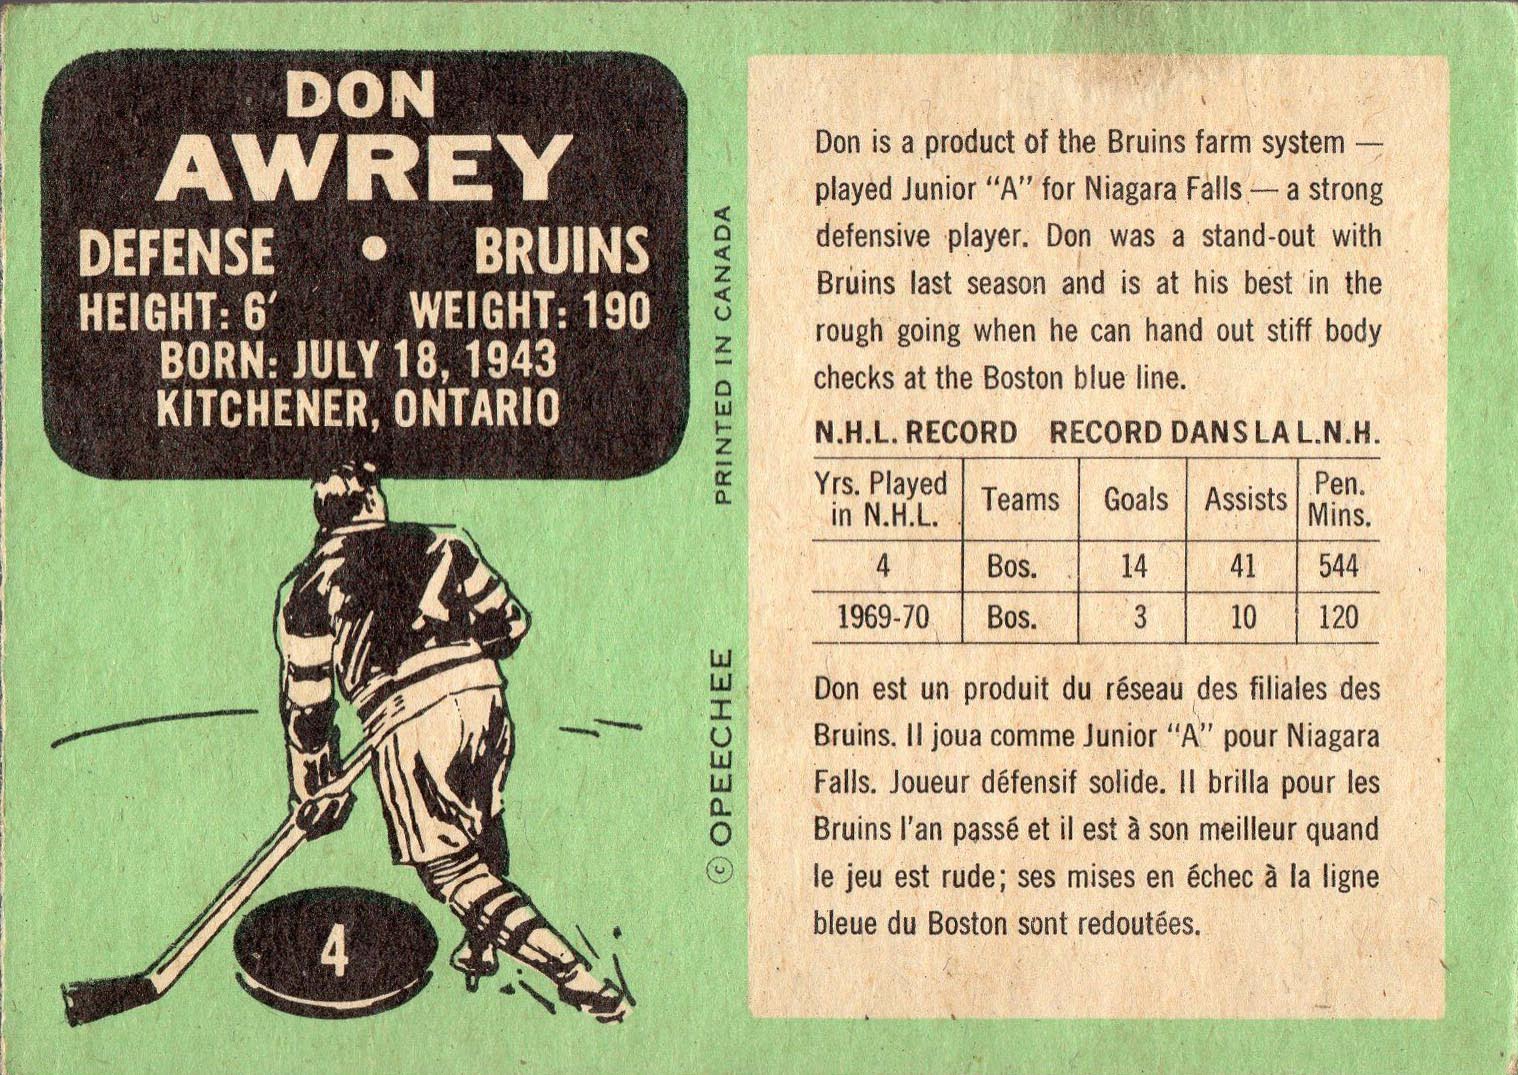 DON
AWREY
DEFENSE • BRUINS
HEIGHT: 6′ WEIGHT: 190
BORN: JULY 18, 1943
KITCHENER, ONTARIO
4
© OPEECHEE PRINTED IN CANADA
Don is a product of the Bruins farm system —
played Junior “A” for Niagara Falls — a strong
defensive player. Don was a stand-out with
Bruins last season and is at his best in the
rough going when he can hand out stiff body
checks at the Boston blue line.
N.H.L. RECORD RECORD DANS LA L.N.H.
Yrs. Played in N.H.L. Teams Goals Assists Pen. Mins.
4 Bos. 14 41 544
1969-70 Bos. 3 10 120
Don est un produit du réseau des filiales des
Bruins. Il joua comme Junior “A” pour Niagara
Falls. Joueur défensif solide. Il brilla pour les
Bruins l'an passé et il est à son meilleur quand
le jeu est rude; ses mises en échec à la ligne
bleue du Boston sont redoutées.